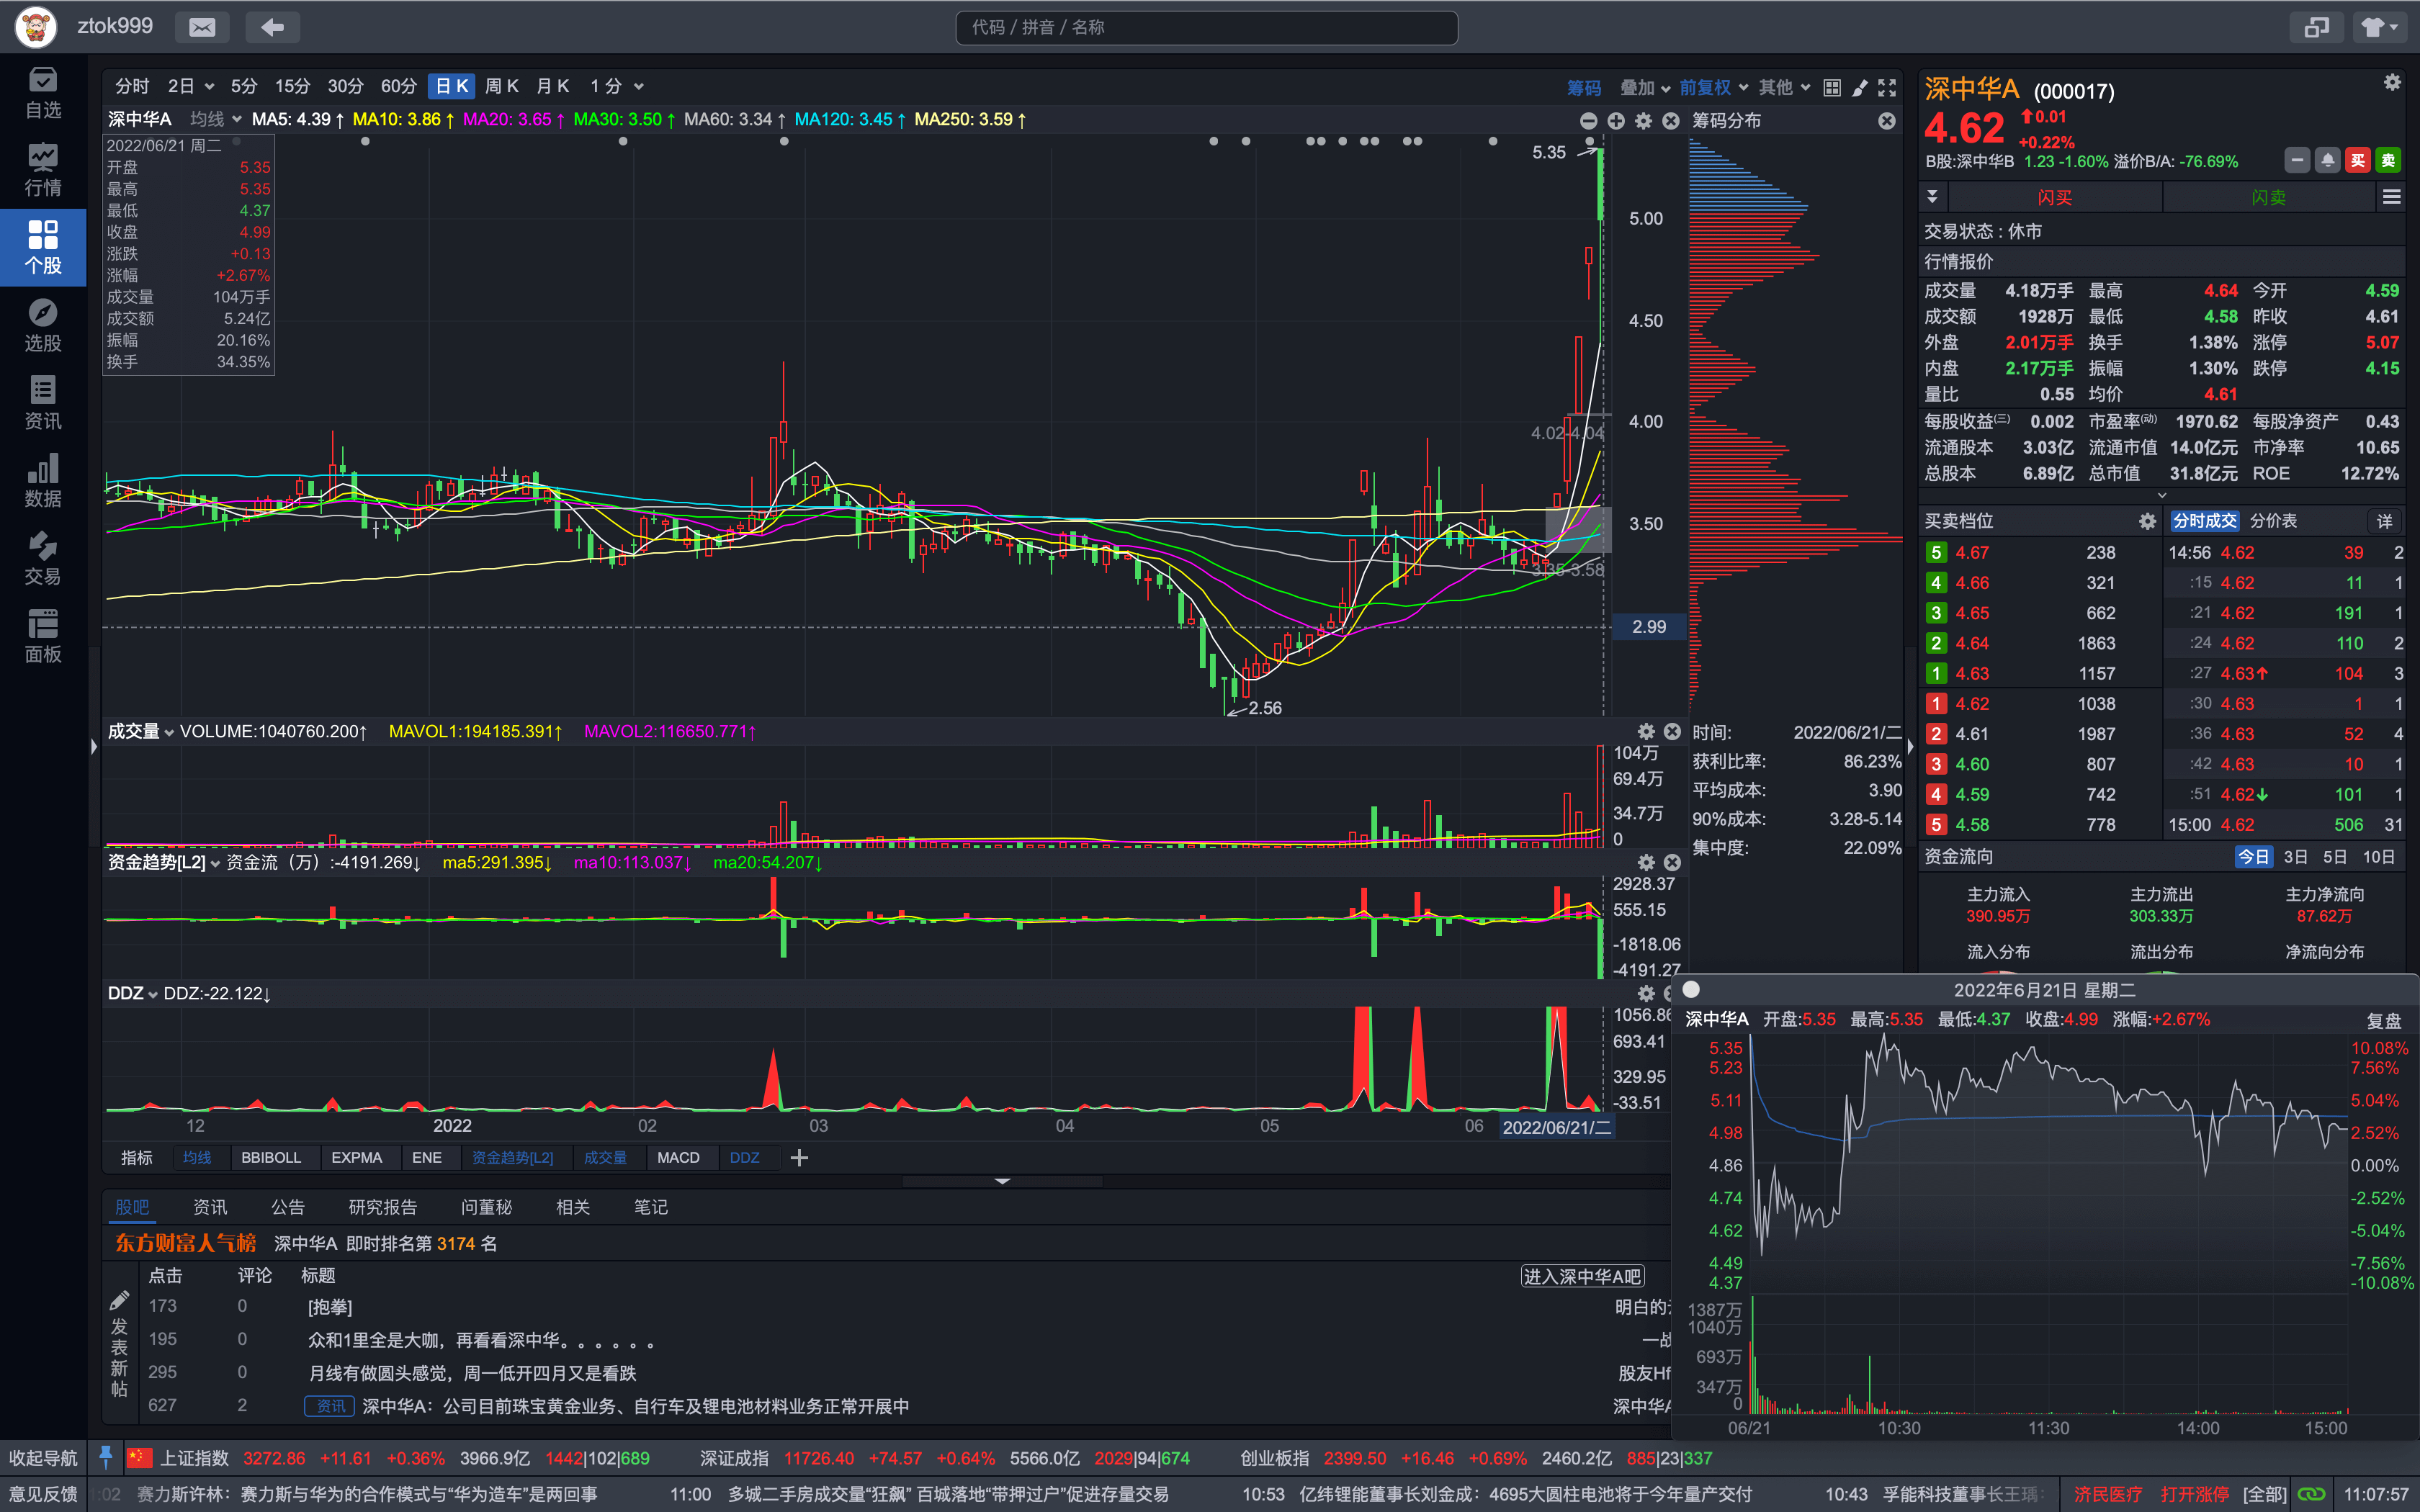 ztok999
代码 / 拼音 / 名称
自选
行情
个股
选股
资讯
数据
交易
面板
分时 2日 5分 15分 30分 60分 日K 周K 月K 1分 筹码 叠加 前复权 其他
深中华A 均线 MA5: 4.39↑ MA10: 3.86↑ MA20: 3.65↑ MA30: 3.50↑ MA60: 3.34↑ MA120: 3.45↑ MA250: 3.59↑
筹码分布
2022/06/21 周二
开盘 5.35
最高 5.35
最低 4.37
收盘 4.99
涨跌 +0.13
涨幅 +2.67%
成交量 104万手
成交额 5.24亿
振幅 20.16%
换手 34.35%
5.35
5.00
4.50
4.00
3.50
2.99
4.02-4.04
3.35-3.58
2.56
成交量 VOLUME:1040760.200↑ MAVOL1:194185.391↑ MAVOL2:116650.771↑
104万
69.4万
34.7万
0
资金趋势[L2] 资金流（万）:-4191.269↓ ma5:291.395↓ ma10:113.037↓ ma20:54.207↓
2928.37
555.15
-1818.06
-4191.27
DDZ DDZ:-22.122↓
1056.86
693.41
329.95
-33.51
12 2022 02 03 04 05 06 2022/06/21/二
指标 均线 BBIBOLL EXPMA ENE 资金趋势[L2] 成交量 MACD DDZ
时间: 2022/06/21/二
获利比率: 86.23%
平均成本: 3.90
90%成本: 3.28-5.14
集中度: 22.09%
股吧 资讯 公告 研究报告 问董秘 相关 笔记
东方财富人气榜 深中华A 即时排名第 3174 名
点击 评论 标题 进入深中华A吧
发表新帖
173 0 [抱拳] 明白的
195 0 众和1里全是大咖，再看看深中华。。。。。。 一战
295 0 月线有做圆头感觉，周一低开四月又是看跌 股友Hf
627 2 资讯 深中华A：公司目前珠宝黄金业务、自行车及锂电池材料业务正常开展中 深中华A
深中华A (000017)
4.62 0.01
+0.22%
B股:深中华B 1.23 -1.60% 溢价B/A: -76.69% 买 卖
闪买 闪卖
交易状态 : 休市
行情报价
成交量 4.18万手 最高 4.64 今开 4.59
成交额 1928万 最低 4.58 昨收 4.61
外盘 2.01万手 换手 1.38% 涨停 5.07
内盘 2.17万手 振幅 1.30% 跌停 4.15
量比 0.55 均价 4.61
每股收益(三) 0.002 市盈率(动) 1970.62 每股净资产 0.43
流通股本 3.03亿 流通市值 14.0亿元 市净率 10.65
总股本 6.89亿 总市值 31.8亿元 ROE 12.72%
买卖档位 分时成交 分价表 详
5 4.67 238 14:56 4.62 39 2
4 4.66 321 :15 4.62 11 1
3 4.65 662 :21 4.62 191 1
2 4.64 1863 :24 4.62 110 2
1 4.63 1157 :27 4.63↑ 104 3
1 4.62 1038 :30 4.63 1 1
2 4.61 1987 :36 4.63 52 4
3 4.60 807 :42 4.63 10 1
4 4.59 742 :51 4.62↓ 101 1
5 4.58 778 15:00 4.62 506 31
资金流向 今日 3日 5日 10日
主力流入 主力流出 主力净流向
390.95万 303.33万 87.62万
流入分布 流出分布 净流向分布
2022年6月21日 星期二
深中华A 开盘:5.35 最高:5.35 最低:4.37 收盘:4.99 涨幅:+2.67% 复盘
5.35 10.08%
5.23 7.56%
5.11 5.04%
4.98 2.52%
4.86 0.00%
4.74 -2.52%
4.62 -5.04%
4.49 -7.56%
4.37 -10.08%
1387万
1040万
693万
347万
0
06/21 10:30 11:30 14:00 15:00
收起导航 上证指数 3272.86 +11.61 +0.36% 3966.9亿 1442|102|689 深证成指 11726.40 +74.57 +0.64% 5566.0亿 2029|94|674 创业板指 2399.50 +16.46 +0.69% 2460.2亿 885|23|337
意见反馈 1:02 赛力斯许林：赛力斯与华为的合作模式与“华为造车”是两回事 11:00 多城二手房成交量“狂飙” 百城落地“带押过户”促进存量交易 10:53 亿纬锂能董事长刘金成：4695大圆柱电池将于今年量产交付 10:43 孚能科技董事长王瑀: 济民医疗 打开涨停 [全部] 11:07:57